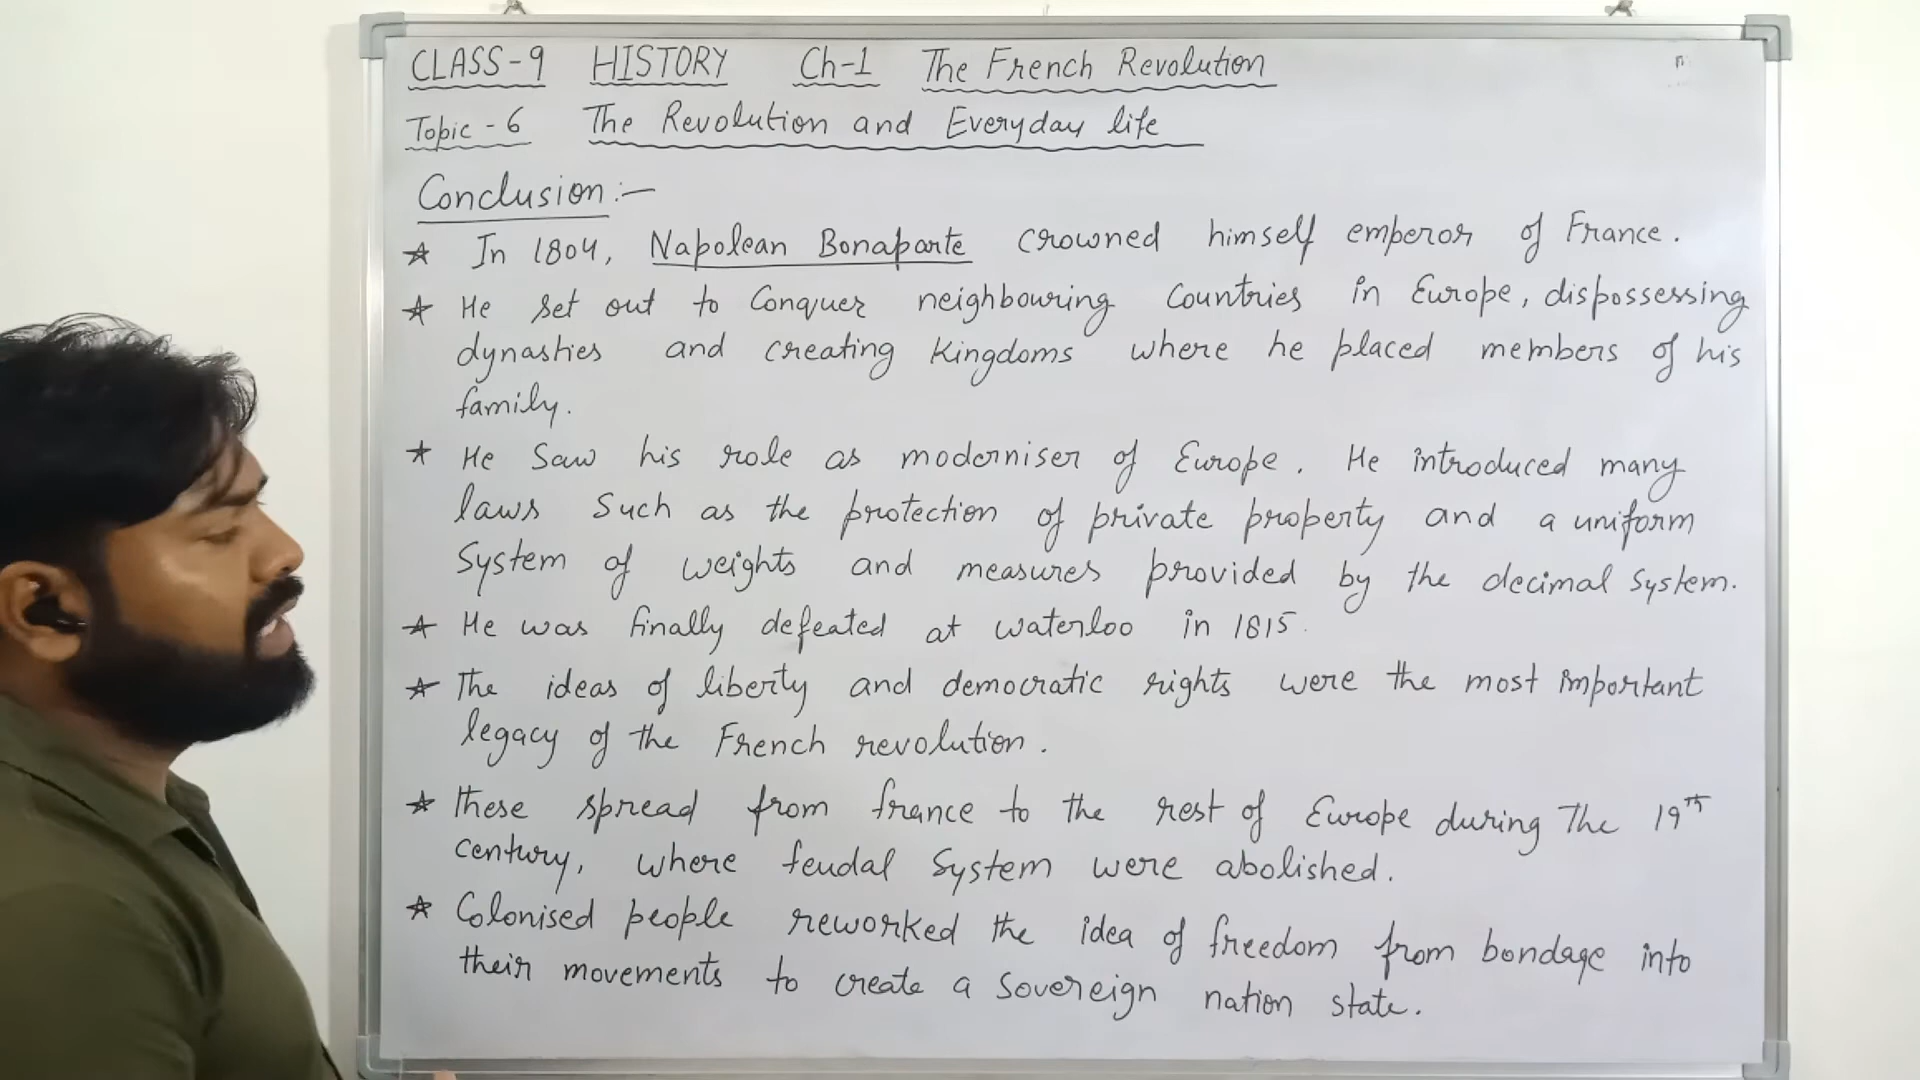 CLASS-9 HISTORY Ch-1 The French Revolution
Topic-6 The Revolution and Everyday life
Conclusion:-
☆ In 1804, Napolean Bonaparte crowned himself emperor of France.
☆ He set out to Conquer neighbouring Countries in Europe, dispossessing
dynasties and creating Kingdoms where he placed members of his
family.
☆ He Saw his role as moderniser of Europe. He introduced many
laws Such as the protection of private property and a uniform
System of weights and measures provided by the decimal System.
☆ He was finally defeated at waterloo in 1815.
☆ The ideas of liberty and democratic rights were the most important
legacy of the French revolution.
☆ These spread from france to the rest of Europe during The 19th
century, where feudal System were abolished.
☆ Colonised people reworked the idea of freedom from bondage into
their movements to create a Sovereign nation state.